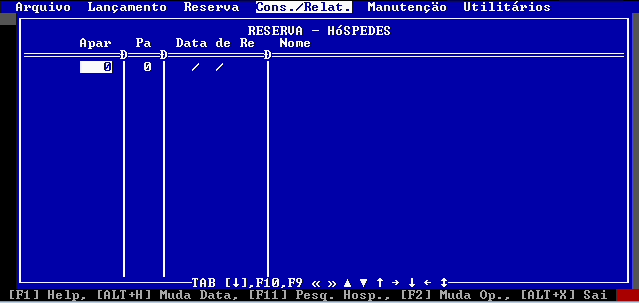 Arquivo Lançamento Reserva Cons./Relat. Manutenção Utilitários
RESERVA - HóSPEDES
Apar Pa Data de Re Nome
Ð Ð Ð
0 0 / /
TAB [↓],F10,F9 « » ▲ ▼ ↑ → ↓ ← ↕
[F1] Help, [ALT+H] Muda Data, [F11] Pesq. Hosp., [F2] Muda Op., [ALT+X] Sai